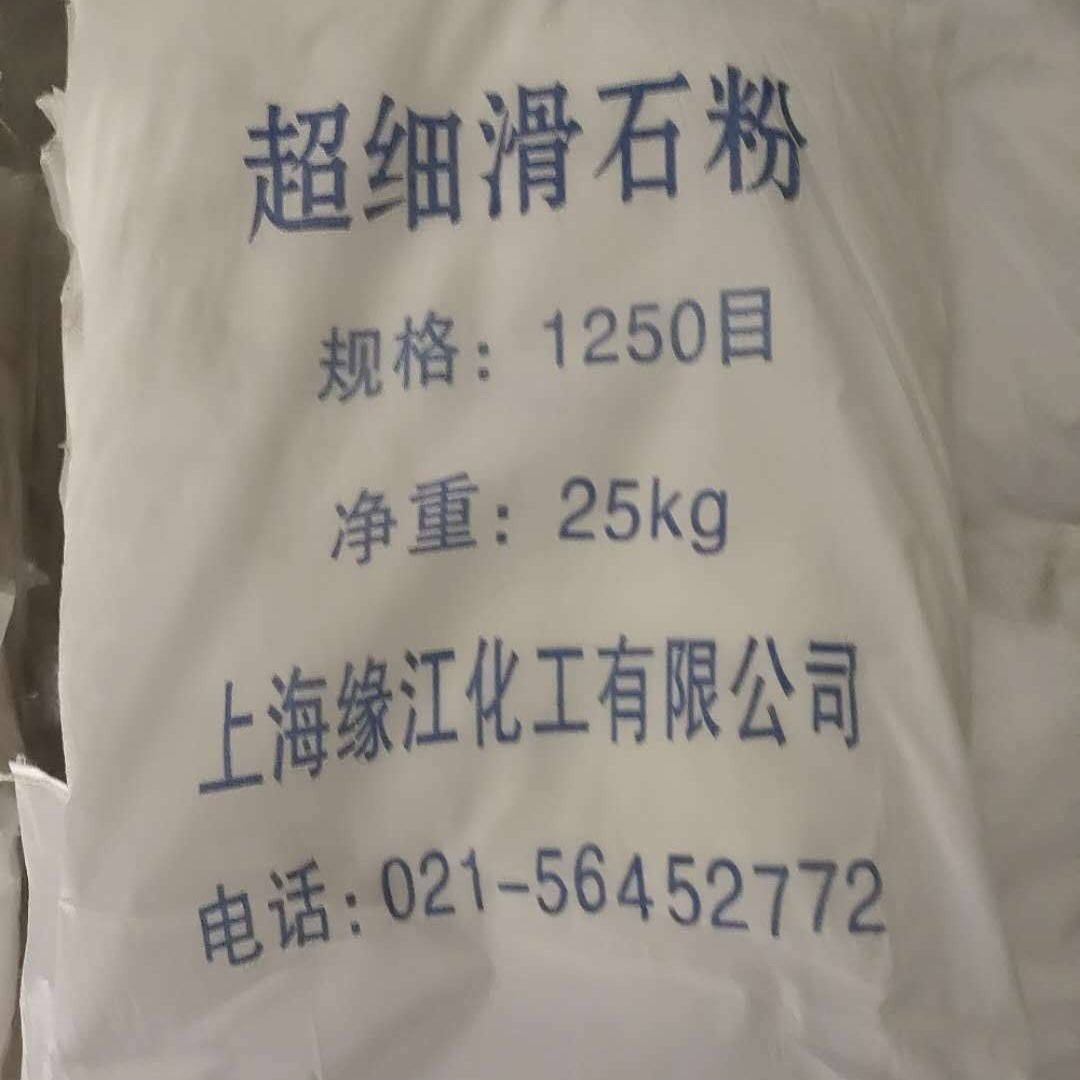 超细滑石粉
规格：1250目
净重：25kg
上海缘江化工有限公司
电话：021-56452772